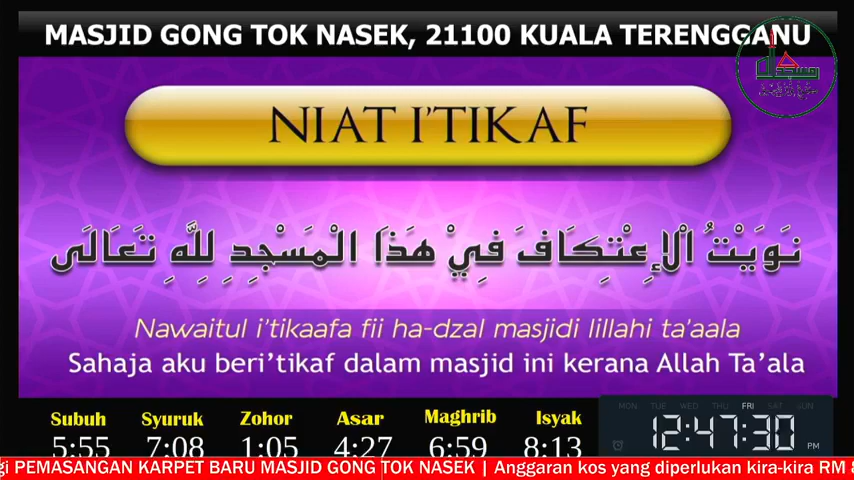 MASJID GONG TOK NASEK, 21100 KUALA TERENGGANU
NIAT I'TIKAF
نَوَيْتُ الْاِعْتِكَافَ فِيْ هَذَا الْمَسْجِدِ لِلَّهِ تَعَالَى
Nawaitul i'tikaafa fii ha-dzal masjidi lillahi ta'aala
Sahaja aku beri'tikaf dalam masjid ini kerana Allah Ta'ala
Subuh Syuruk Zohor Asar Maghrib Isyak
5:55 7:08 1:05 4:27 6:59 8:13
MON TUE WED THU FRI SAT SUN
12:47:30 PM
gi PEMASANGAN KARPET BARU MASJID GONG TOK NASEK | Anggaran kos yang diperlukan kira-kira RM